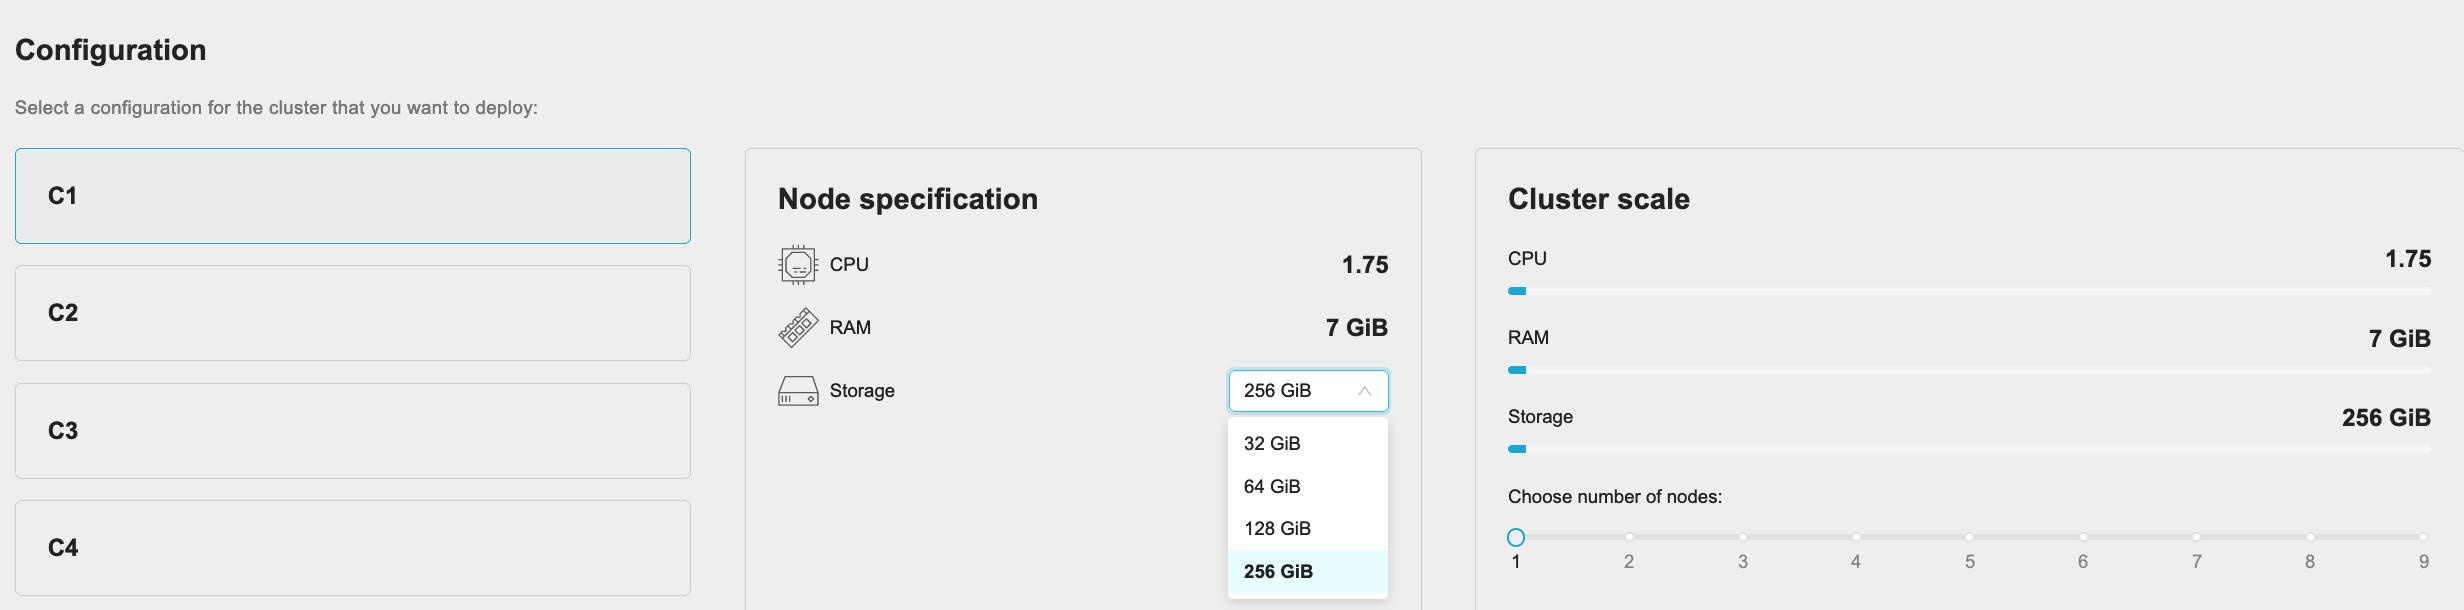 Configuration
Select a configuration for the cluster that you want to deploy:
C1
C2
C3
C4
Node specification
CPU 1.75
RAM 7 GiB
Storage 256 GiB
32 GiB
64 GiB
128 GiB
256 GiB
Cluster scale
CPU 1.75
RAM 7 GiB
Storage 256 GiB
Choose number of nodes:
1 2 3 4 5 6 7 8 9